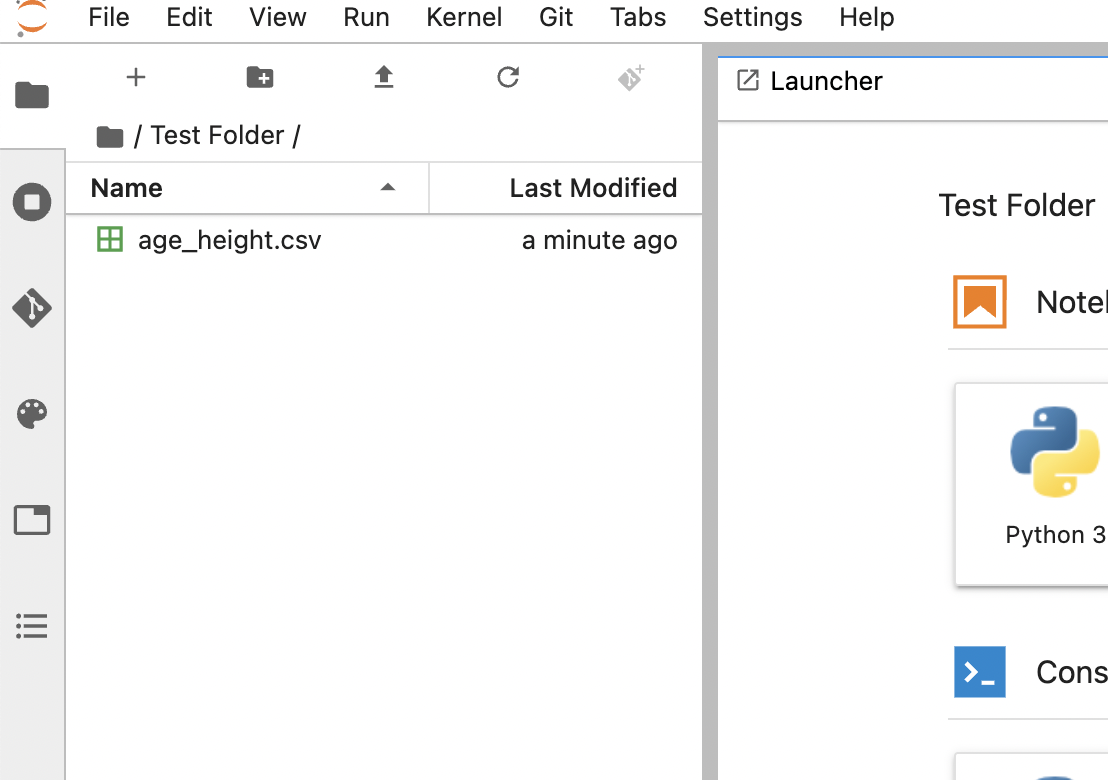 File Edit View Run Kernel Git Tabs Settings Help
Launcher
/ Test Folder /
Name Last Modified
age_height.csv a minute ago
Test Folder
Python 3